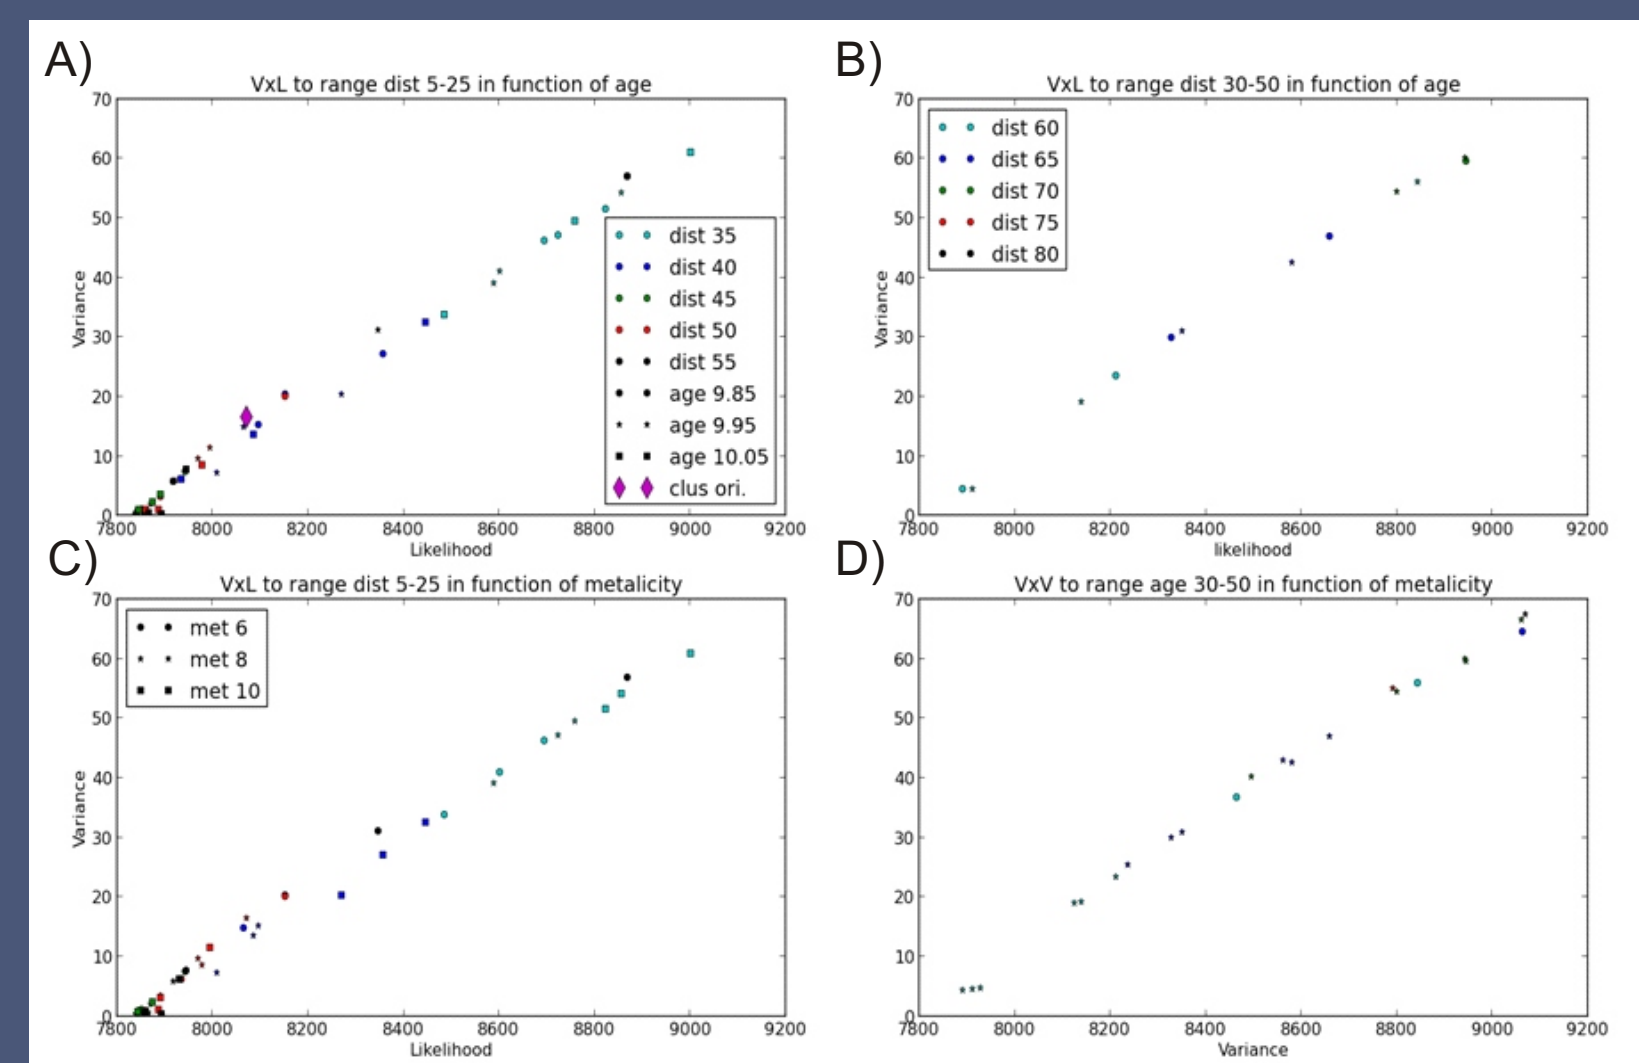 A)
VxL to range dist 5-25 in function of age
70
60
50
40
30
20
10
0
Variance
7800 8000 8200 8400 8600 8800 9000 9200
Likelihood
dist 35
dist 40
dist 45
dist 50
dist 55
age 9.85
age 9.95
age 10.05
clus ori.
B)
VxL to range dist 30-50 in function of age
70
60
50
40
30
20
10
0
Variance
7800 8000 8200 8400 8600 8800 9000 9200
likelihood
dist 60
dist 65
dist 70
dist 75
dist 80
C)
VxL to range dist 5-25 in function of metalicity
70
60
50
40
30
20
10
0
Variance
7800 8000 8200 8400 8600 8800 9000 9200
Likelihood
met 6
met 8
met 10
D)
VxV to range age 30-50 in function of metalicity
70
60
50
40
30
20
10
0
7800 8000 8200 8400 8600 8800 9000 9200
Variance